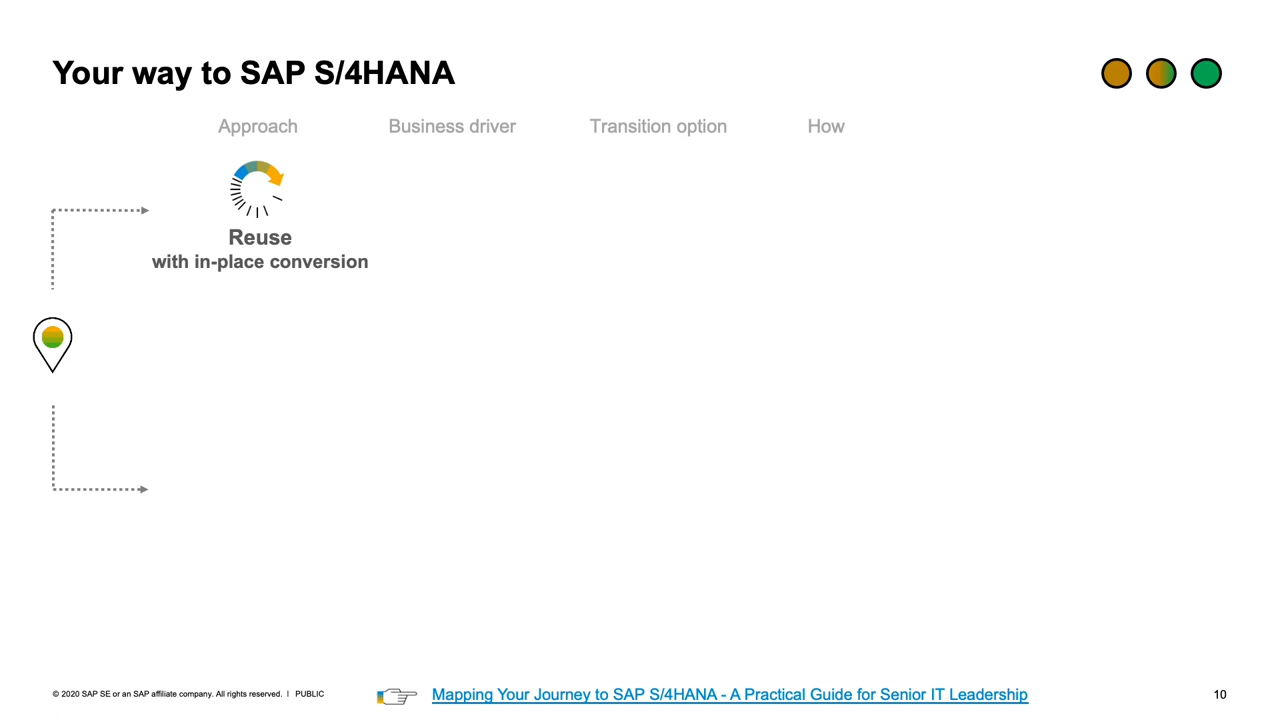 Your way to SAP S/4HANA
Approach Business driver Transition option How
Reuse
with in-place conversion
© 2020 SAP SE or an SAP affiliate company. All rights reserved. ǀ PUBLIC
Mapping Your Journey to SAP S/4HANA - A Practical Guide for Senior IT Leadership
10